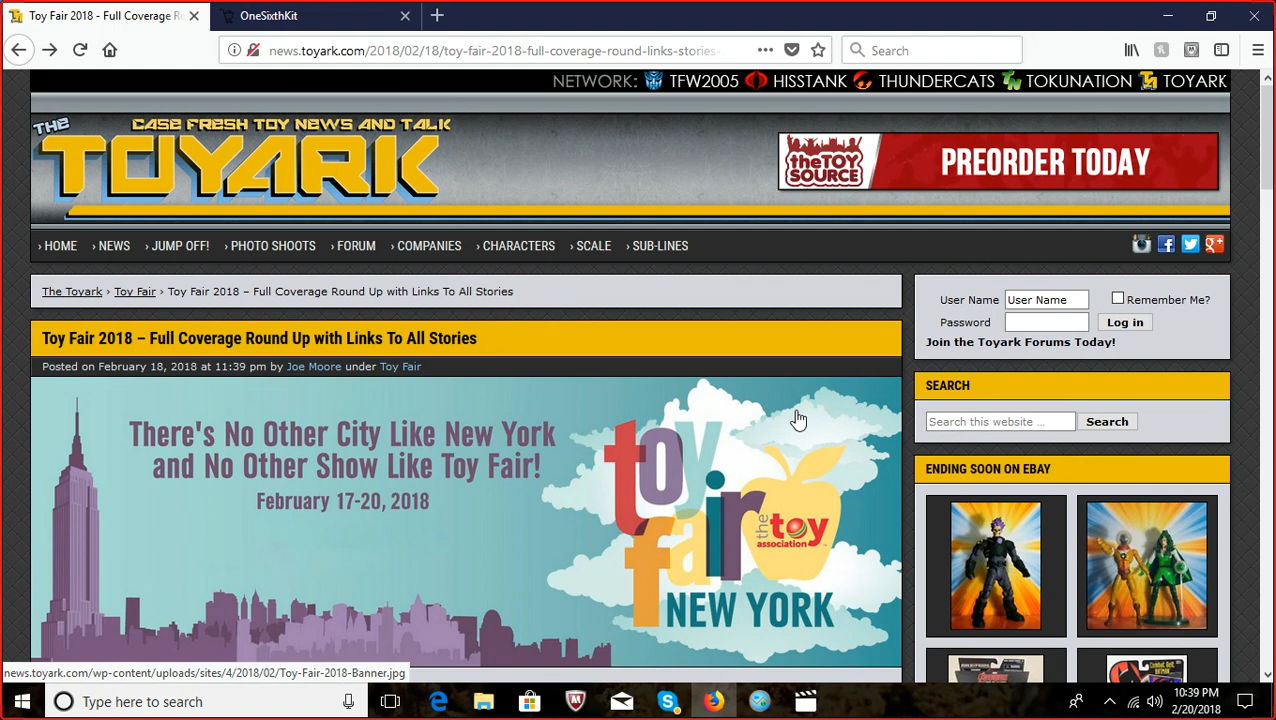 Toy Fair 2018 - Full Coverage Ro
OneSixthKit
news.toyark.com/2018/02/18/toy-fair-2018-full-coverage-round-links-stories-
Search
NETWORK: TFW2005 HISSTANK THUNDERCATS TOKUNATION TOYARK
CASE FRESH TOY NEWS AND TALK
THE
TOYARK
theTOY
SOURCE
PREORDER TODAY
› HOME › NEWS › JUMP OFF! › PHOTO SHOOTS › FORUM › COMPANIES › CHARACTERS › SCALE › SUB-LINES
The Toyark › Toy Fair › Toy Fair 2018 – Full Coverage Round Up with Links To All Stories
User Name User Name Remember Me?
Password Log in
Join the Toyark Forums Today!
Toy Fair 2018 – Full Coverage Round Up with Links To All Stories
Posted on February 18, 2018 at 11:39 pm by Joe Moore under Toy Fair
There's No Other City Like New York
and No Other Show Like Toy Fair!
February 17-20, 2018
toy
fair
the toy
association
NEW YORK
SEARCH
Search this website ... Search
ENDING SOON ON EBAY
news.toyark.com/wp-content/uploads/sites/4/2018/02/Toy-Fair-2018-Banner.jpg
Type here to search
10:39 PM
2/20/2018